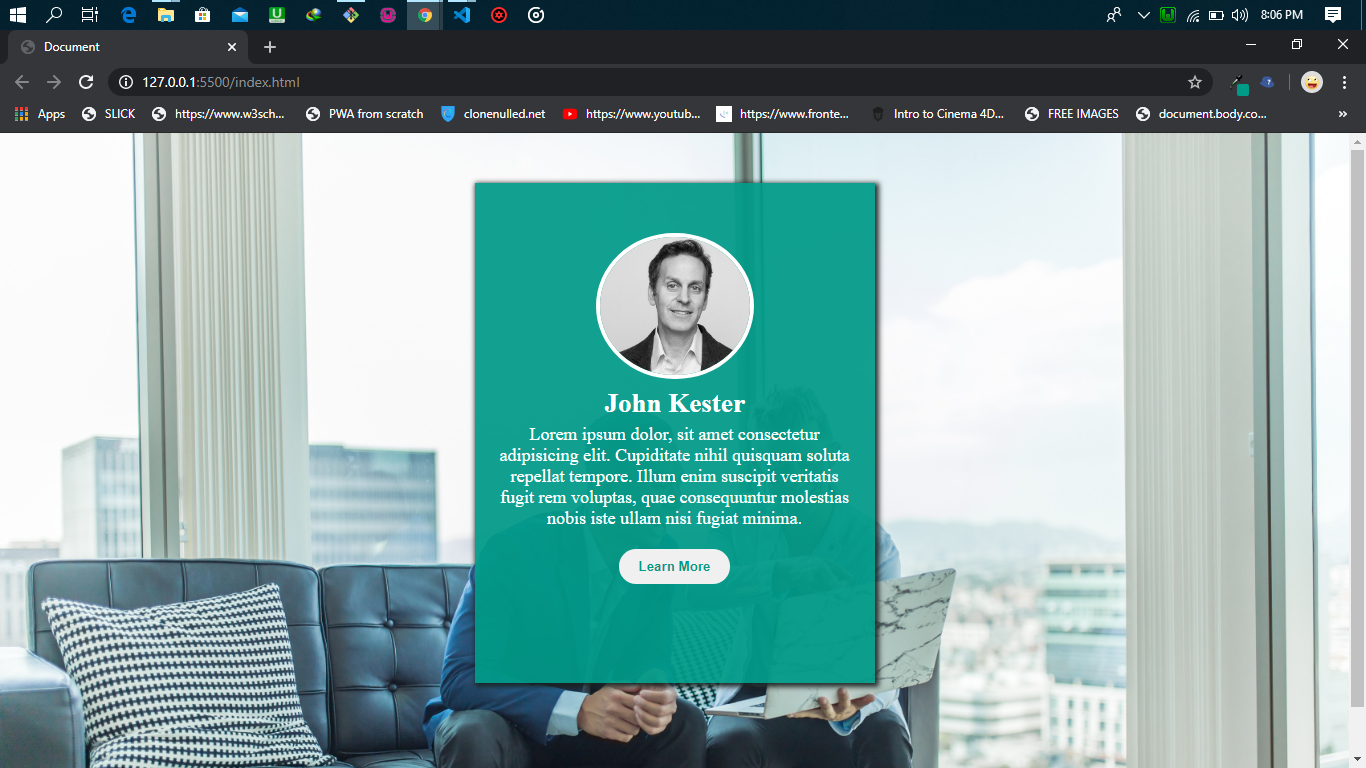 8:06 PM
Document
127.0.0.1:5500/index.html
Apps
SLICK
https://www.w3sch...
PWA from scratch
clonenulled.net
https://www.youtub...
https://www.fronte...
Intro to Cinema 4D...
FREE IMAGES
document.body.co...
»
John Kester
Lorem ipsum dolor, sit amet consectetur
adipisicing elit. Cupiditate nihil quisquam soluta
repellat tempore. Illum enim suscipit veritatis
fugit rem voluptas, quae consequuntur molestias
nobis iste ullam nisi fugiat minima.
Learn More